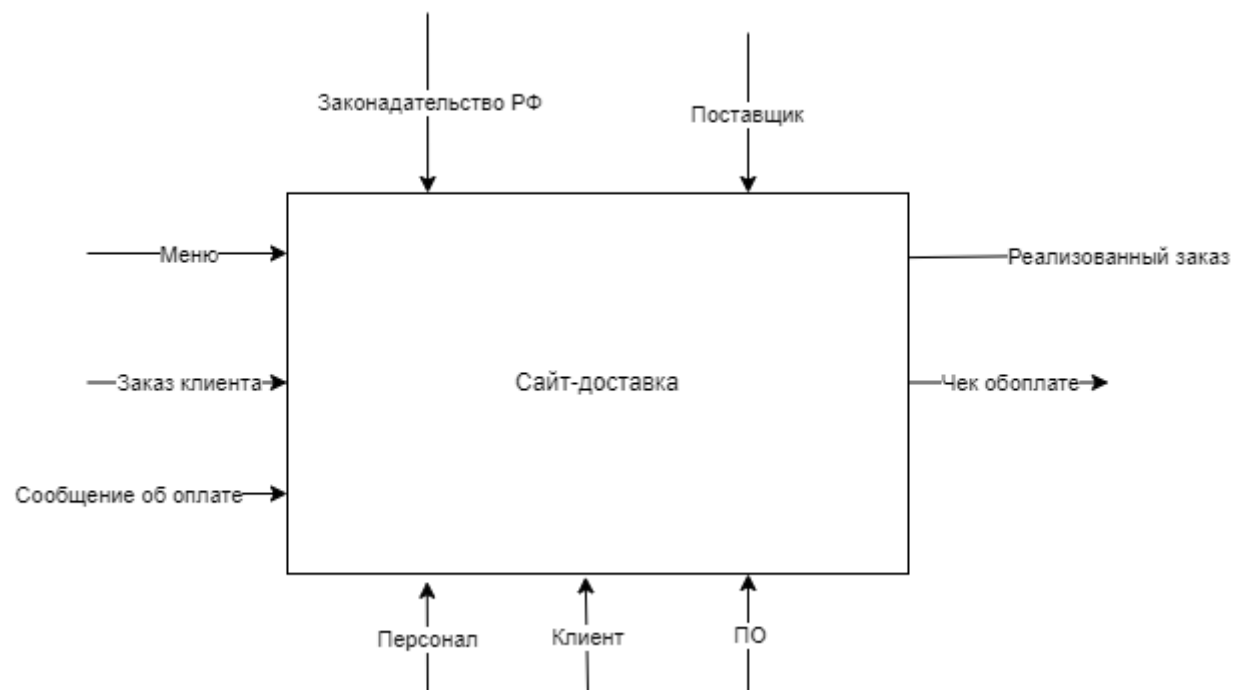 Законадательство РФ
Поставщик
Меню
Реализованный заказ
Заказ клиента
Сайт-доставка
Чек обоплате
Сообщение об оплате
Персонал
Клиент
ПО